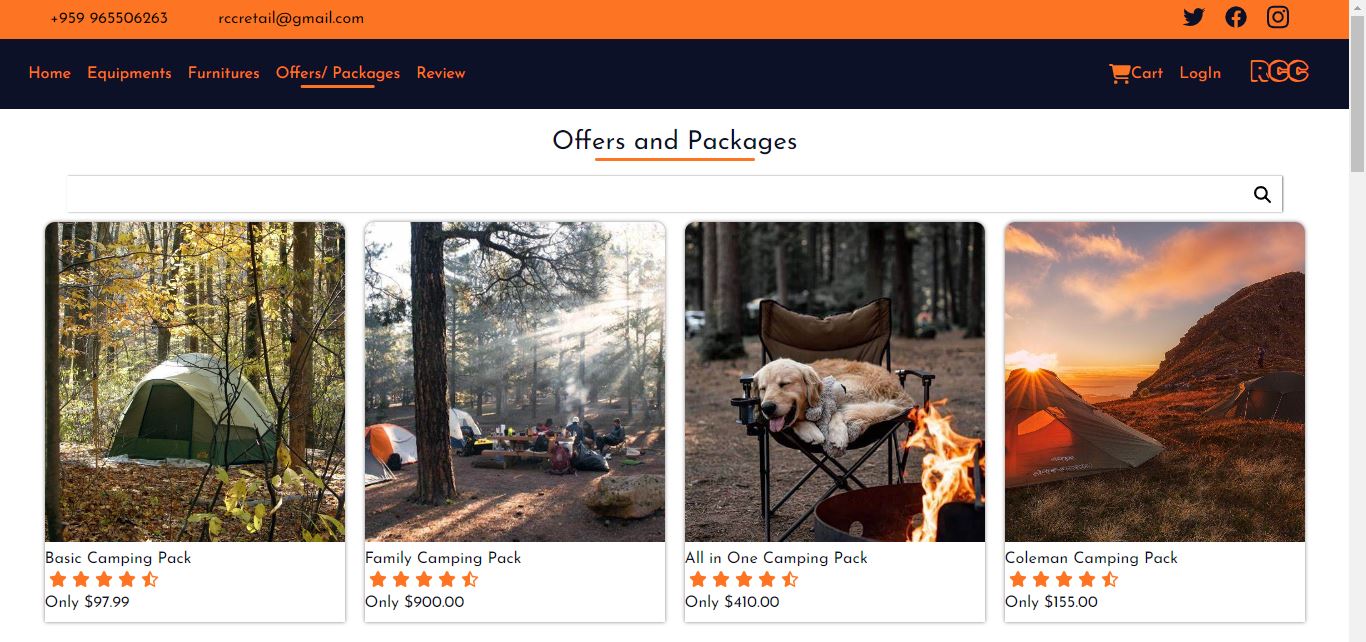 +959 965506263 rccretail@gmail.com
Home Equipments Furnitures Offers/ Packages Review Cart LogIn RCC
Offers and Packages
Basic Camping Pack
Only $97.99
Family Camping Pack
Only $900.00
All in One Camping Pack
Only $410.00
Coleman Camping Pack
Only $155.00